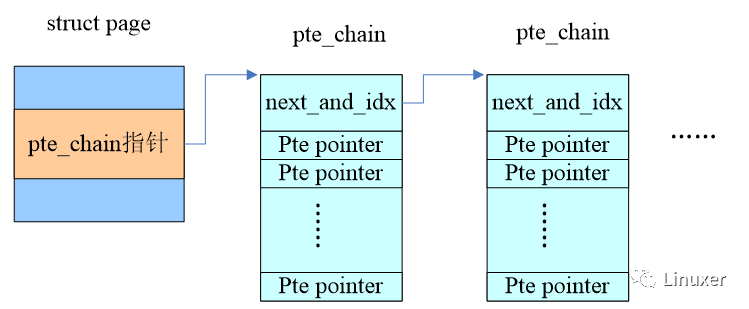 struct page
pte_chain
pte_chain
pte_chain指针
next_and_idx
Pte pointer
Pte pointer
Pte pointer
next_and_idx
Pte pointer
Pte pointer
Pte pointer
……
Linuxer